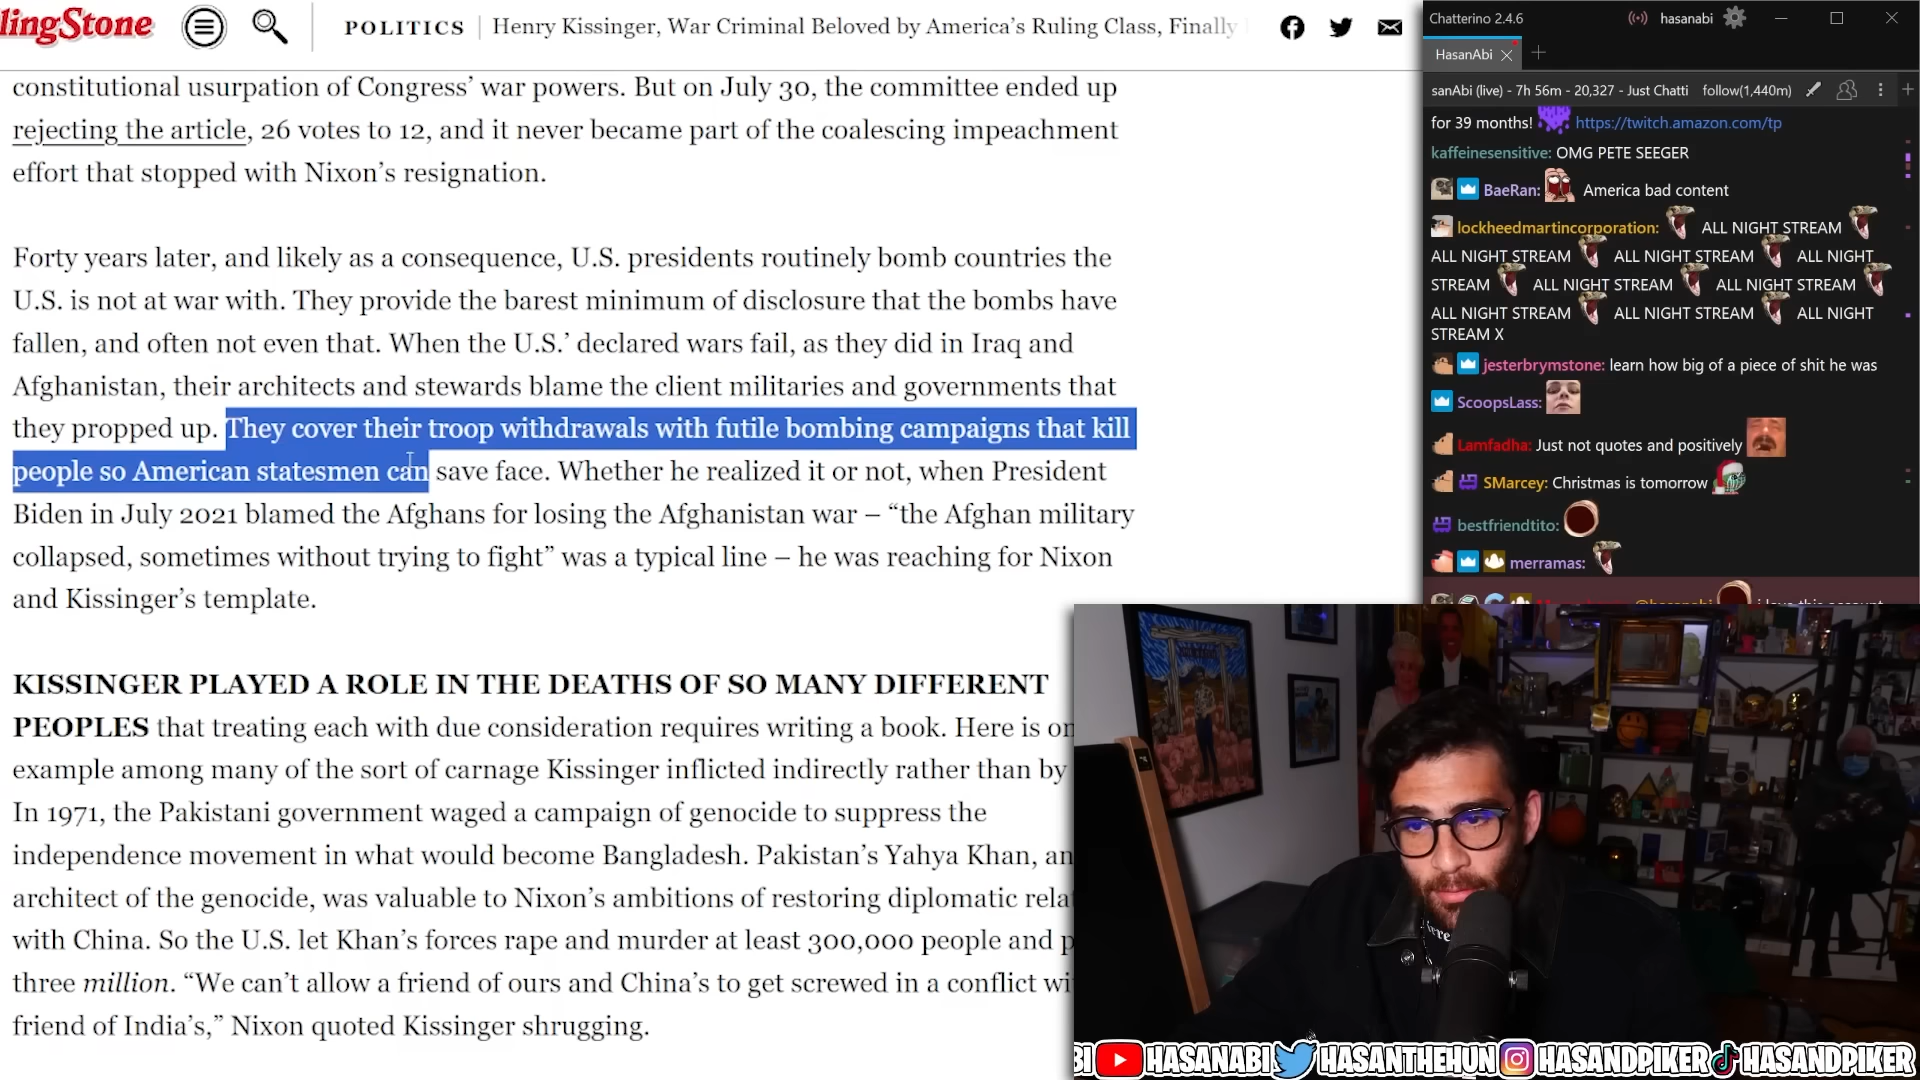 lingStone
POLITICS
Henry Kissinger, War Criminal Beloved by America's Ruling Class, Finally
constitutional usurpation of Congress' war powers. But on July 30, the committee ended up
rejecting the article, 26 votes to 12, and it never became part of the coalescing impeachment
effort that stopped with Nixon's resignation.
Forty years later, and likely as a consequence, U.S. presidents routinely bomb countries the
U.S. is not at war with. They provide the barest minimum of disclosure that the bombs have
fallen, and often not even that. When the U.S.' declared wars fail, as they did in Iraq and
Afghanistan, their architects and stewards blame the client militaries and governments that
they propped up. They cover their troop withdrawals with futile bombing campaigns that kill
people so American statesmen can save face. Whether he realized it or not, when President
Biden in July 2021 blamed the Afghans for losing the Afghanistan war – “the Afghan military
collapsed, sometimes without trying to fight” was a typical line – he was reaching for Nixon
and Kissinger's template.
KISSINGER PLAYED A ROLE IN THE DEATHS OF SO MANY DIFFERENT
PEOPLES that treating each with due consideration requires writing a book. Here is
example among many of the sort of carnage Kissinger inflicted indirectly rather than by
In 1971, the Pakistani government waged a campaign of genocide to suppress the
independence movement in what would become Bangladesh. Pakistan's Yahya Khan, an
architect of the genocide, was valuable to Nixon's ambitions of restoring diplomatic rela
with China. So the U.S. let Khan's forces rape and murder at least 300,000 people and p
three million. “We can't allow a friend of ours and China's to get screwed in a conflict wi
friend of India's,” Nixon quoted Kissinger shrugging.
Chatterino 2.4.6
hasanabi
HasanAbi
sanAbi (live) - 7h 56m - 20,327 - Just Chatti
follow(1,440m)
for 39 months! https://twitch.amazon.com/tp
kaffeinesensitive: OMG PETE SEEGER
BaeRan: America bad content
lockheedmartincorporation: ALL NIGHT STREAM
ALL NIGHT STREAM ALL NIGHT STREAM ALL NIGHT
STREAM ALL NIGHT STREAM ALL NIGHT STREAM
ALL NIGHT STREAM ALL NIGHT STREAM ALL NIGHT
STREAM X
jesterbrymstone: learn how big of a piece of shit he was
ScoopsLass:
Lamfadha: Just not quotes and positively
SMarcey: Christmas is tomorrow
bestfriendtito:
merramas:
@hasanabi i love this account
BI HASANABI HASANTHEHUN HASANDPIKER HASANDPIKER